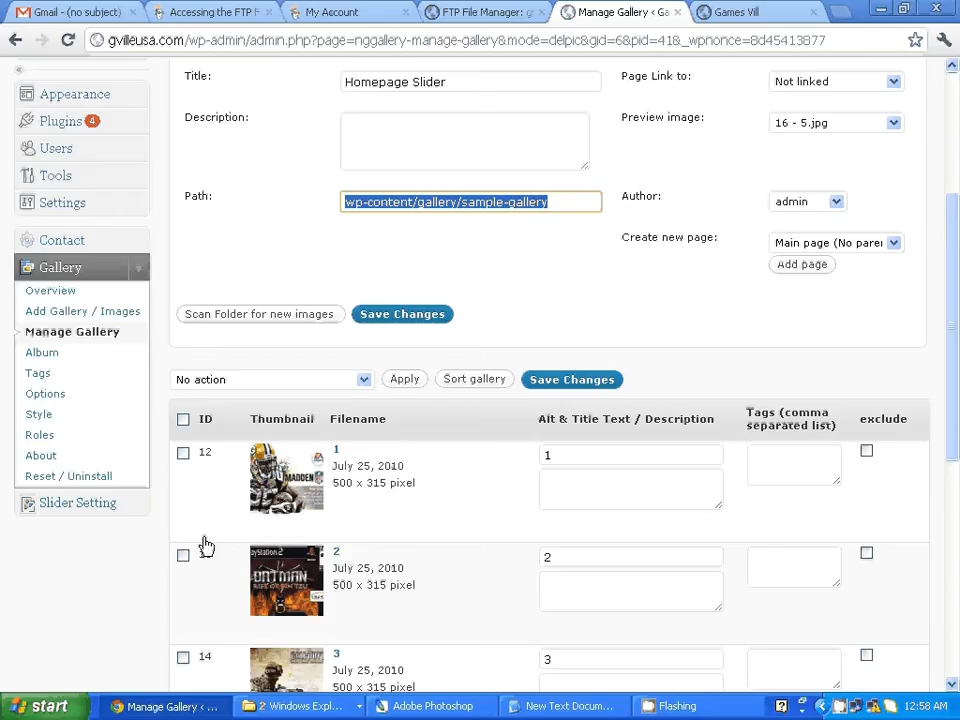 Gmail - (no subject)
Accessing the FTP F
My Account
FTP File Manager: g
Manage Gallery ‹ Ga
Games Vill
gvilleusa.com/wp-admin/admin.php?page=nggallery-manage-gallery&mode=delpic&gid=6&pid=41&_wpnonce=8d45413877
Appearance
Plugins 4
Users
Tools
Settings
Contact
Gallery
Overview
Add Gallery / Images
Manage Gallery
Album
Tags
Options
Style
Roles
About
Reset / Uninstall
Slider Setting
Title:
Homepage Slider
Page Link to:
Not linked
Description:
Preview image:
16 - 5.jpg
Path:
wp-content/gallery/sample-gallery
Author:
admin
Create new page:
Main page (No paren
Add page
Scan Folder for new images
Save Changes
No action
Apply
Sort gallery
Save Changes
ID
Thumbnail
Filename
Alt & Title Text / Description
Tags (comma
separated list)
exclude
12
MADDEN
1
July 25, 2010
500 x 315 pixel
1
PlayStation 2
BATMAN
2
July 25, 2010
500 x 315 pixel
2
14
3
July 25, 2010
500 x 315 pixel
3
start
Manage Gallery ‹ ...
2 Windows Expl...
Adobe Photoshop
New Text Docum...
Flashing
12:58 AM